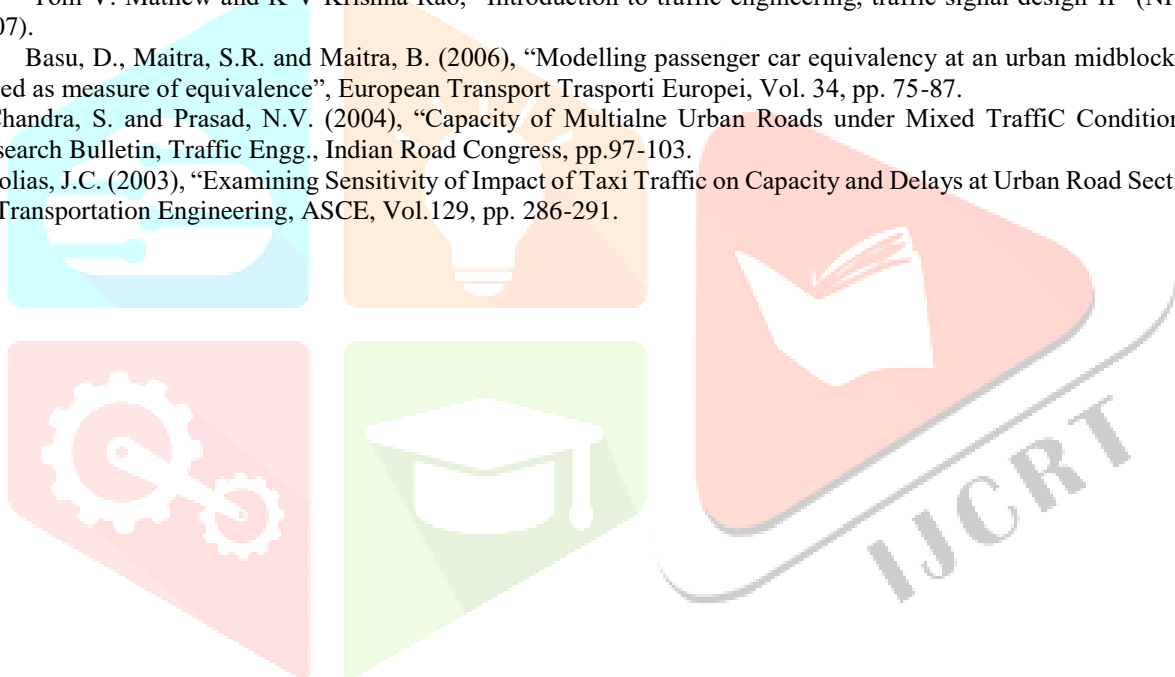 Tom V. Mathew and K V Krishna Rao, "Introduction to traffic engineering, traffic signal design-II" (NP
07).
Basu, D., Maitra, S.R. and Maitra, B. (2006), “Modelling passenger car equivalency at an urban midblock
ed as measure of equivalence”, European Transport Trasporti Europei, Vol. 34, pp. 75-87.
Chandra, S. and Prasad, N.V. (2004), “Capacity of Multialne Urban Roads under Mixed TraffiC Condition
search Bulletin, Traffic Engg., Indian Road Congress, pp.97-103.
olias, J.C. (2003), “Examining Sensitivity of Impact of Taxi Traffic on Capacity and Delays at Urban Road Secti
Transportation Engineering, ASCE, Vol.129, pp. 286-291.
IJCRT